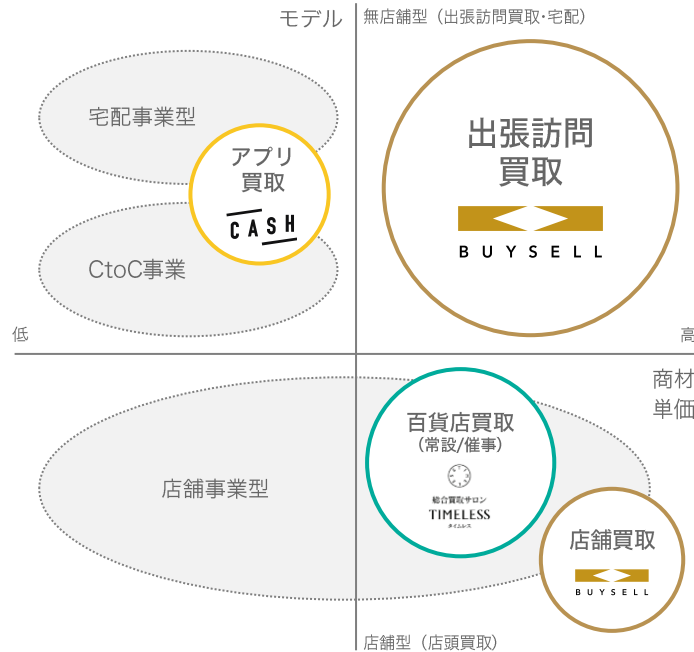 モデル
無店舗型（出張訪問買取・宅配）
宅配事業型
アプリ
買取
CASH
CtoC事業
出張訪問
買取
BUYSELL
低
高
商材
単価
百貨店買取
（常設/催事）
総合買取サロン
TIMELESS
タイムレス
店舗事業型
店舗買取
BUYSELL
店舗型（店頭買取）